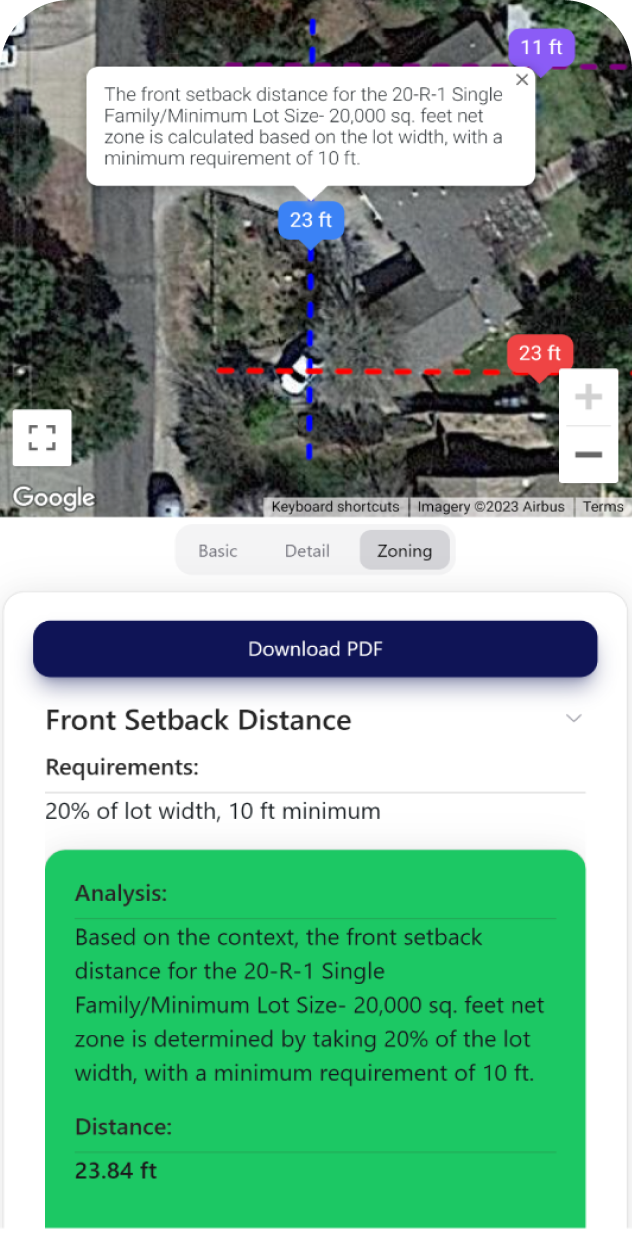 11 ft
×
The front setback distance for the 20-R-1 Single
Family/Minimum Lot Size- 20,000 sq. feet net
zone is calculated based on the lot width, with a
minimum requirement of 10 ft.
23 ft
23 ft
+
−
Google
Keyboard shortcuts
Imagery ©2023 Airbus
Terms
Basic
Detail
Zoning
Download PDF
Front Setback Distance
Requirements:
20% of lot width, 10 ft minimum
Analysis:
Based on the context, the front setback
distance for the 20-R-1 Single
Family/Minimum Lot Size- 20,000 sq. feet net
zone is determined by taking 20% of the lot
width, with a minimum requirement of 10 ft.
Distance:
23.84 ft